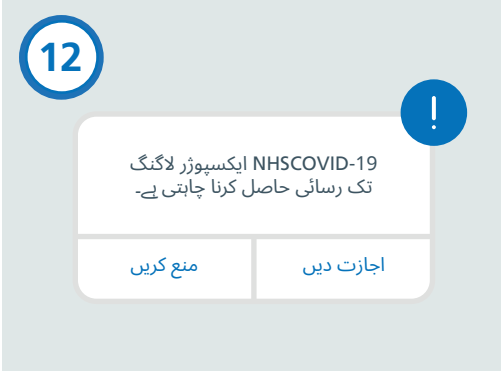 12
!
NHSCOVID-19 ایکسپوژر لاگنگ
تک رسائی حاصل کرنا چاہتی ہے۔
اجازت دیں
منع کریں